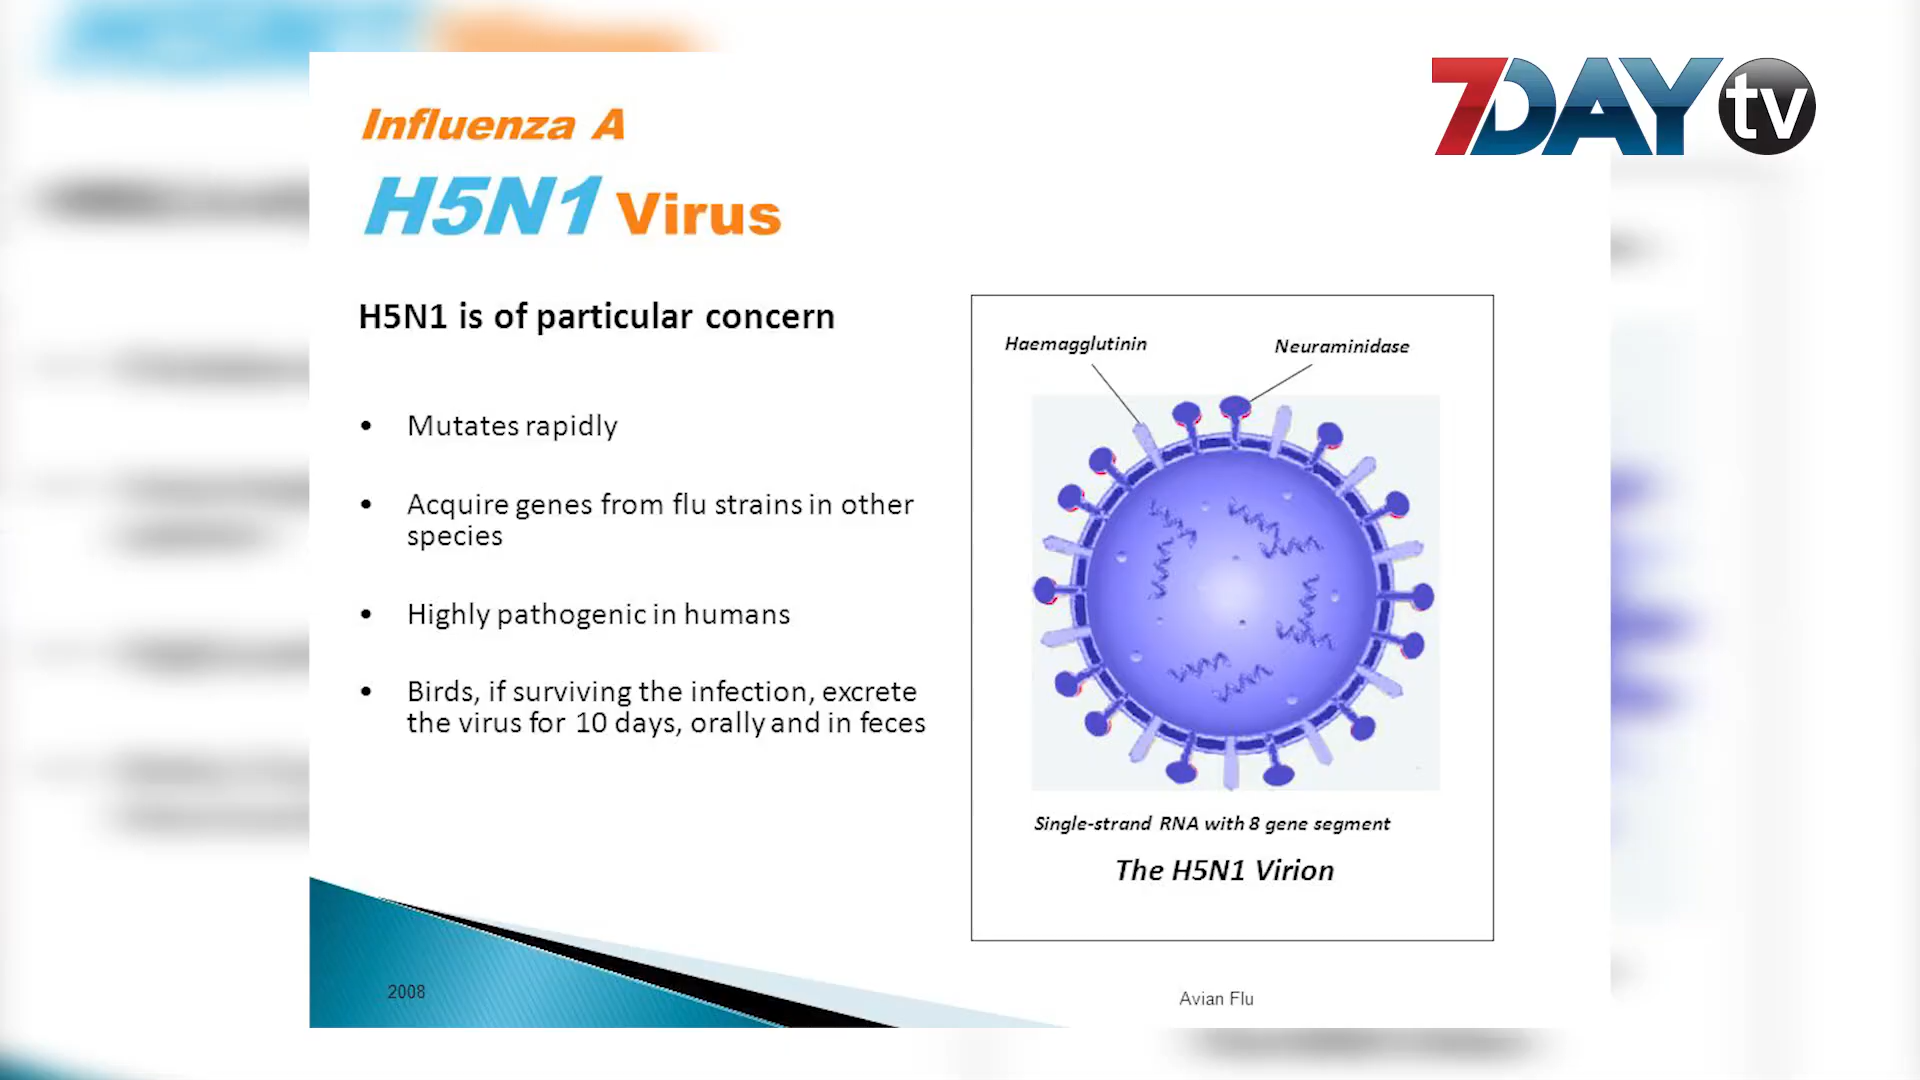 7DAY tv
Influenza A
H5N1 Virus
H5N1 is of particular concern
• Mutates rapidly
• Acquire genes from flu strains in other
species
• Highly pathogenic in humans
• Birds, if surviving the infection, excrete
the virus for 10 days, orally and in feces
Haemagglutinin
Neuraminidase
Single-strand RNA with 8 gene segment
The H5N1 Virion
2008
Avian Flu